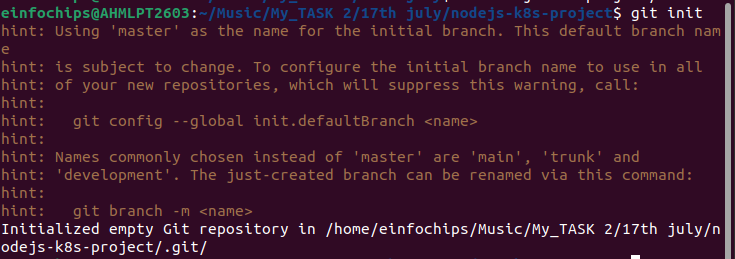 einfochips@AHMLPT2603:~/Music/My_TASK 2/17th july/nodejs-k8s-project$ git init
hint: Using 'master' as the name for the initial branch. This default branch nam
e
hint: is subject to change. To configure the initial branch name to use in all
hint: of your new repositories, which will suppress this warning, call:
hint:
hint:   git config --global init.defaultBranch <name>
hint:
hint: Names commonly chosen instead of 'master' are 'main', 'trunk' and
hint: 'development'. The just-created branch can be renamed via this command:
hint:
hint:   git branch -m <name>
Initialized empty Git repository in /home/einfochips/Music/My_TASK 2/17th july/n
odejs-k8s-project/.git/